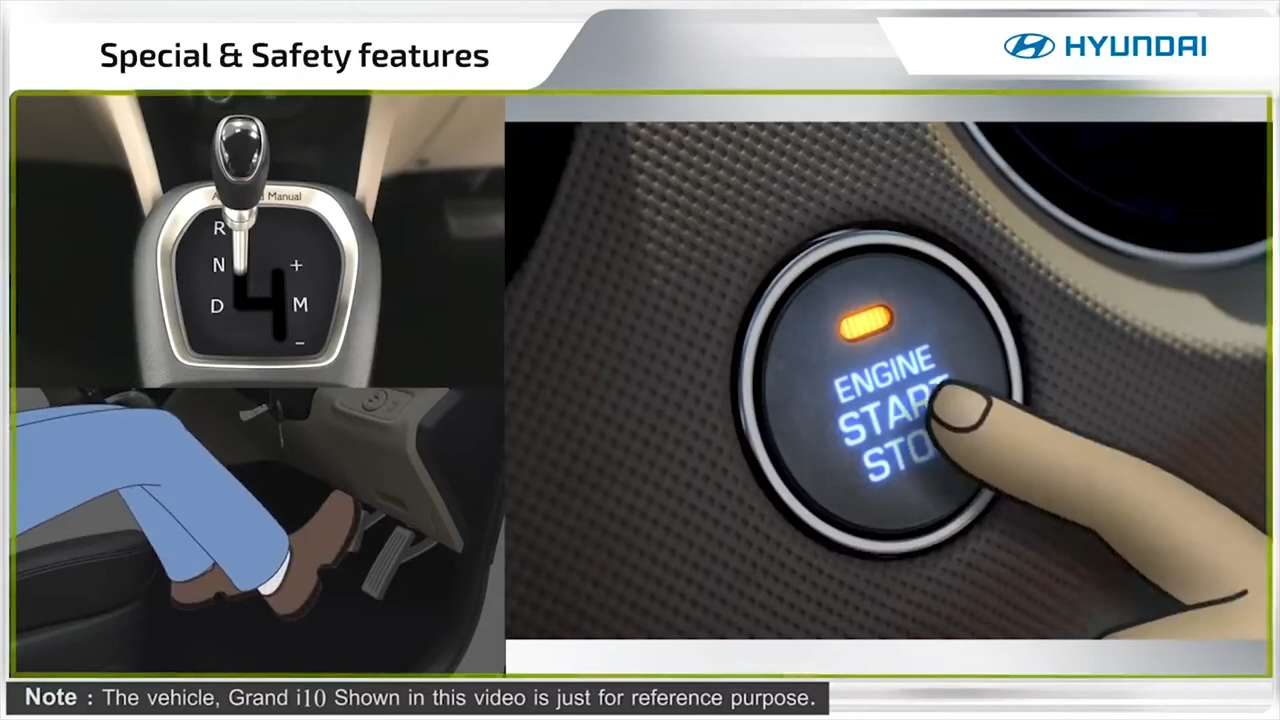 Special & Safety features
HYUNDAI
Manual
R
N +
D M
-
ENGINE
START
STO
Note : The vehicle, Grand i10 Shown in this video is just for reference purpose.